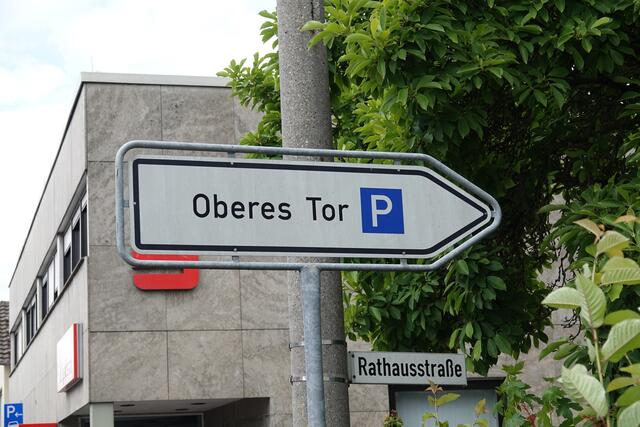 Oberes Tor P
Rathausstraße
P